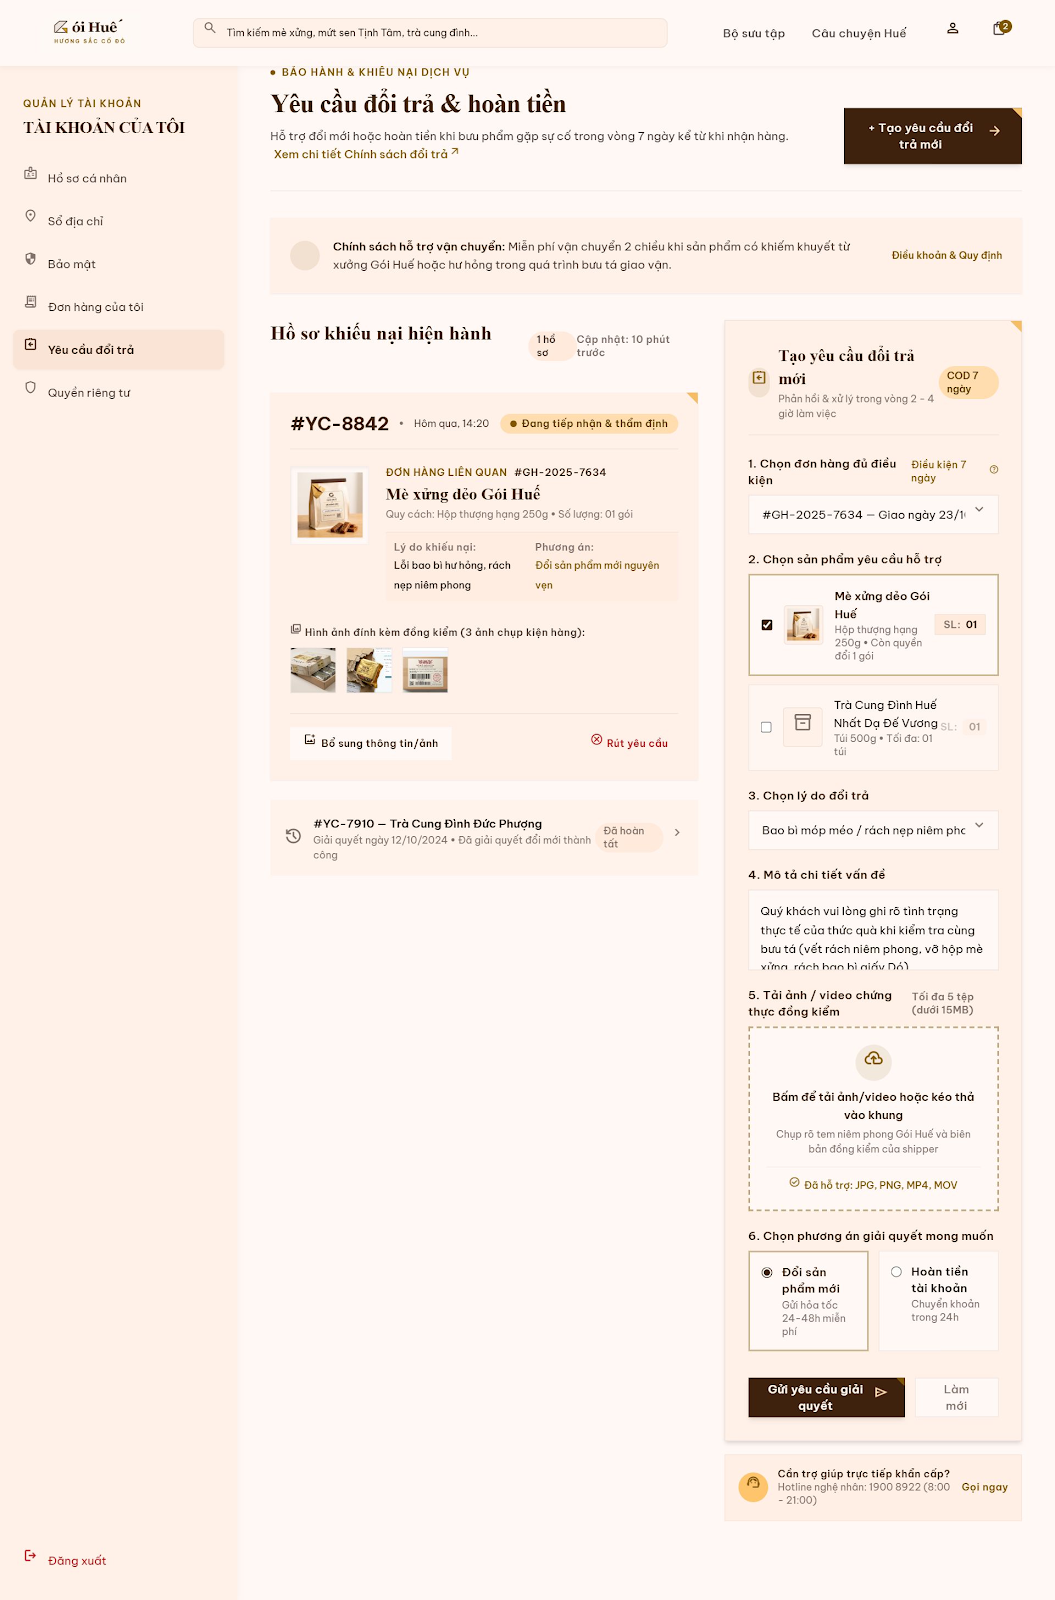 ói Huế
HƯƠNG SẮC CỐ ĐÔ
Tìm kiếm mè xửng, mứt sen Tịnh Tâm, trà cung đình...
Bộ sưu tập
Câu chuyện Huế
2
QUẢN LÝ TÀI KHOẢN
TÀI KHOẢN CỦA TÔI
Hồ sơ cá nhân
Sổ địa chỉ
Bảo mật
Đơn hàng của tôi
Yêu cầu đổi trả
Quyền riêng tư
Đăng xuất
BẢO HÀNH & KHIẾU NẠI DỊCH VỤ
Yêu cầu đổi trả & hoàn tiền
Hỗ trợ đổi mới hoặc hoàn tiền khi bưu phẩm gặp sự cố trong vòng 7 ngày kể từ khi nhận hàng.
Xem chi tiết Chính sách đổi trả
+ Tạo yêu cầu đổi
trả mới
Chính sách hỗ trợ vận chuyển: Miễn phí vận chuyển 2 chiều khi sản phẩm có khiếm khuyết từ
xưởng Gói Huế hoặc hư hỏng trong quá trình bưu tá giao vận.
Điều khoản & Quy định
Hồ sơ khiếu nại hiện hành
1 hồ
sơ
Cập nhật: 10 phút
trước
#YC-8842
• Hôm qua, 14:20
Đang tiếp nhận & thẩm định
ĐƠN HÀNG LIÊN QUAN #GH-2025-7634
Mè xửng dẻo Gói Huế
Quy cách: Hộp thượng hạng 250g • Số lượng: 01 gói
Lý do khiếu nại:
Lỗi bao bì hư hỏng, rách
nẹp niêm phong
Phương án:
Đổi sản phẩm mới nguyên
vẹn
Hình ảnh đính kèm đồng kiểm (3 ảnh chụp kiện hàng):
Bổ sung thông tin/ảnh
Rút yêu cầu
#YC-7910 — Trà Cung Đình Đức Phượng
Giải quyết ngày 12/10/2024 • Đã giải quyết đổi mới thành
công
Đã hoàn
tất
Tạo yêu cầu đổi trả
mới
Phản hồi & xử lý trong vòng 2 - 4
giờ làm việc
COD 7
ngày
1. Chọn đơn hàng đủ điều
kiện
Điều kiện 7
ngày
#GH-2025-7634 — Giao ngày 23/1
2. Chọn sản phẩm yêu cầu hỗ trợ
Mè xửng dẻo Gói
Huế
Hộp thượng hạng
250g • Còn quyền
đổi 1 gói
SL: 01
Trà Cung Đình Huế
Nhất Dạ Đế Vương
Túi 500g • Tối đa: 01
túi
SL: 01
3. Chọn lý do đổi trả
Bao bì móp méo / rách nẹp niêm phc
4. Mô tả chi tiết vấn đề
Quý khách vui lòng ghi rõ tình trạng
thực tế của thức quà khi kiểm tra cùng
bưu tá (vết rách niêm phong, vỡ hộp mè
xửng, rách bao bì giấy Dó)
5. Tải ảnh / video chứng
thực đồng kiểm
Tối đa 5 tệp
(dưới 15MB)
Bấm để tải ảnh/video hoặc kéo thả
vào khung
Chụp rõ tem niêm phong Gói Huế và biên
bản đồng kiểm của shipper
Đã hỗ trợ: JPG, PNG, MP4, MOV
6. Chọn phương án giải quyết mong muốn
Đổi sản
phẩm mới
Gửi hỏa tốc
24-48h miễn
phí
Hoàn tiền
tài khoản
Chuyển khoản
trong 24h
Gửi yêu cầu giải
quyết
Làm
mới
Cần trợ giúp trực tiếp khẩn cấp?
Hotline nghệ nhân: 1900 8922 (8:00
- 21:00)
Gọi ngay